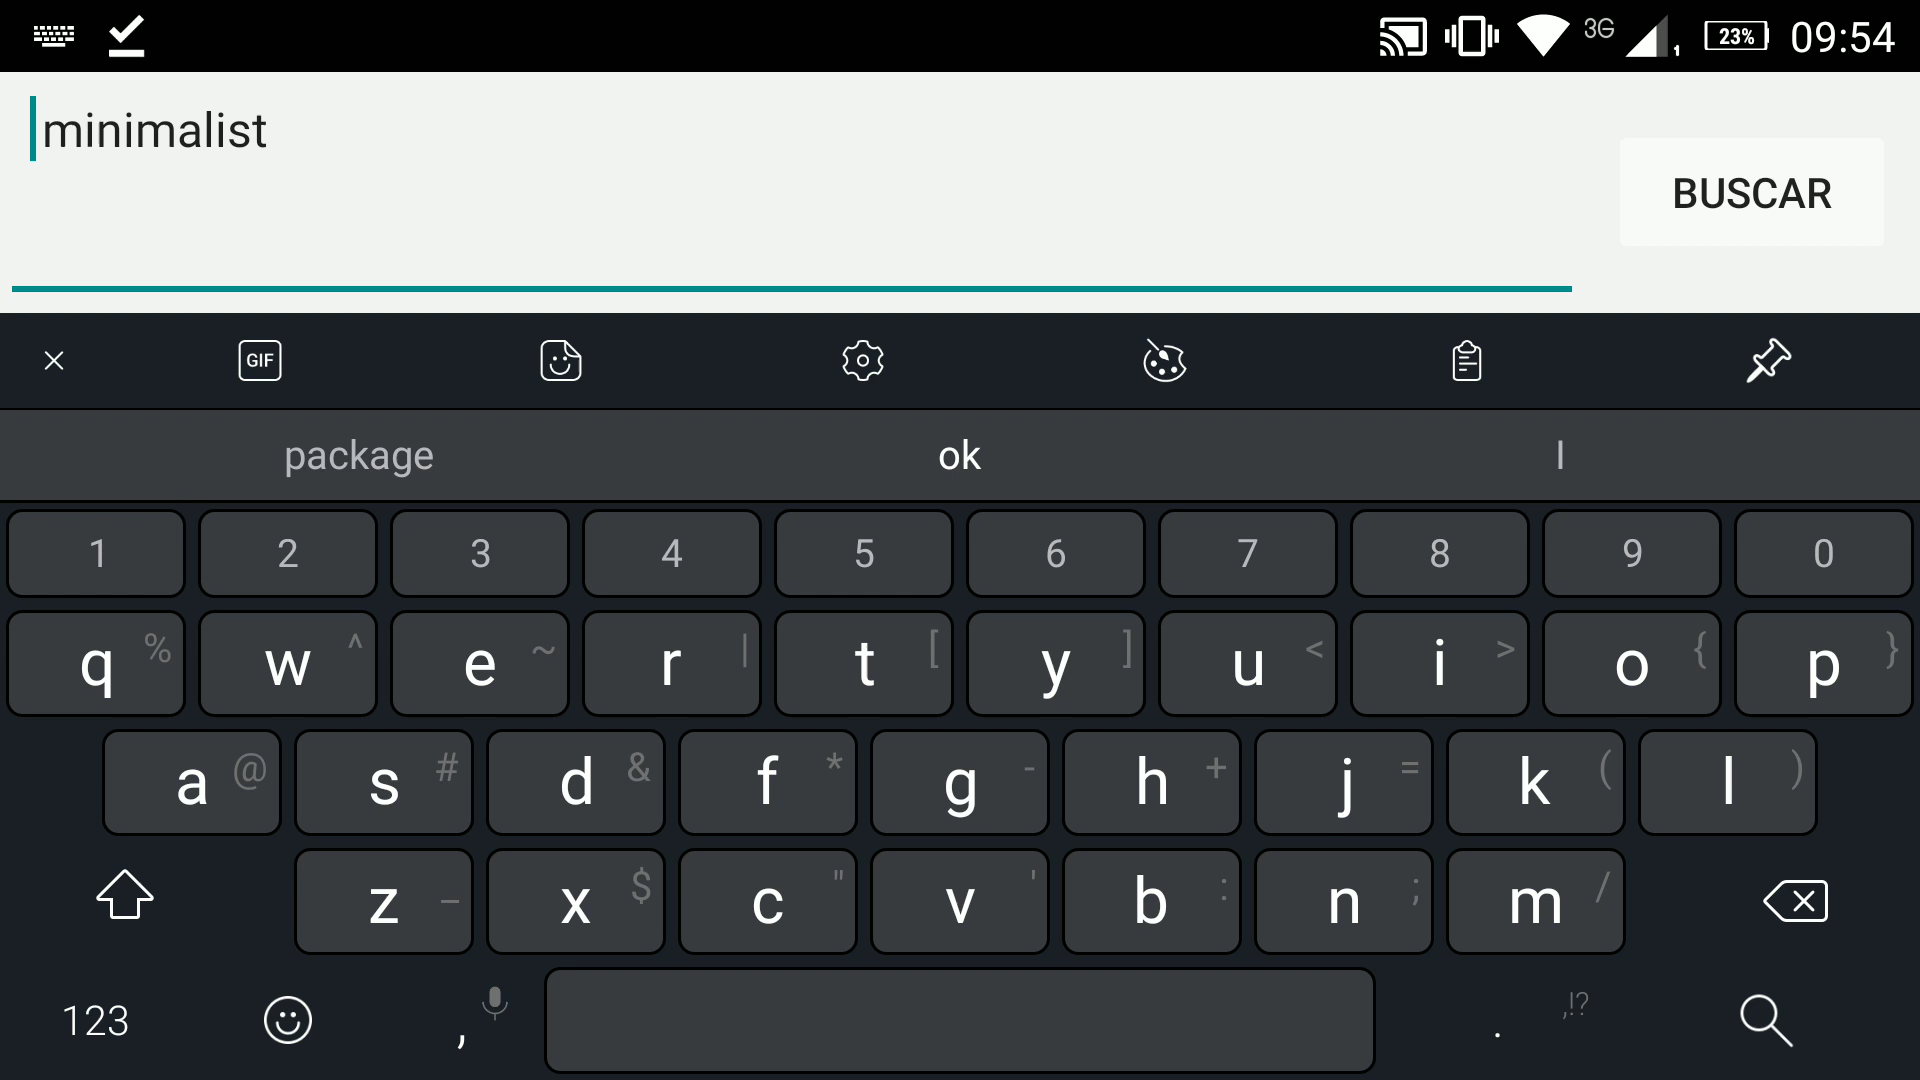 3G 1 23% 09:54
minimalist
BUSCAR
GIF
package ok I
1 2 3 4 5 6 7 8 9 0
q % w ^ e ~ r | t [ y ] u < i > o { p }
a @ s # d & f * g - h + j = k ( l )
z _ x $ c " v ' b : n ; m /
123 , . ,!?